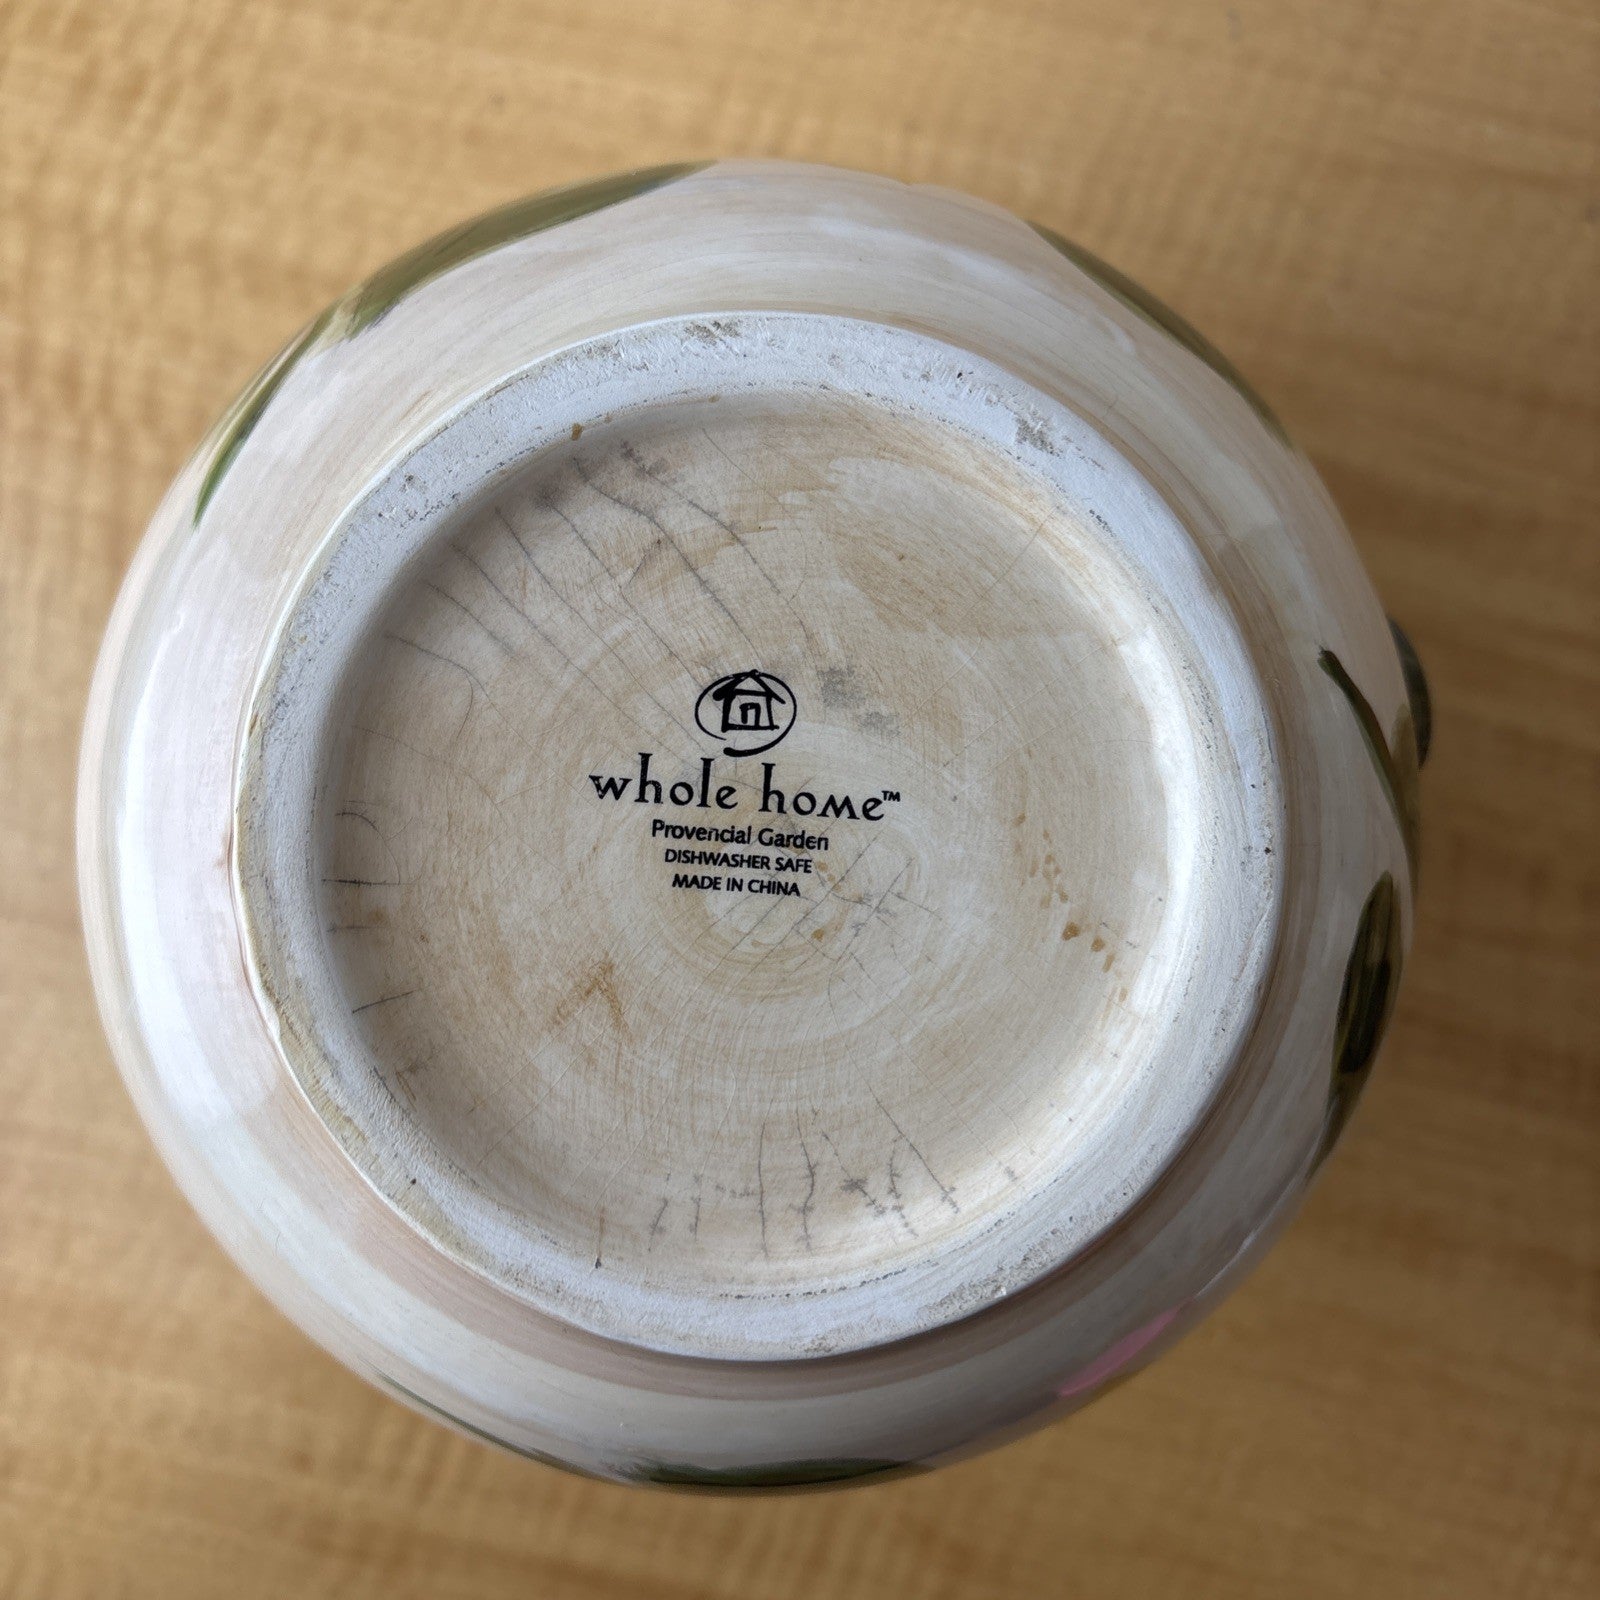 whole home™
Provencial Garden
DISHWASHER SAFE
MADE IN CHINA